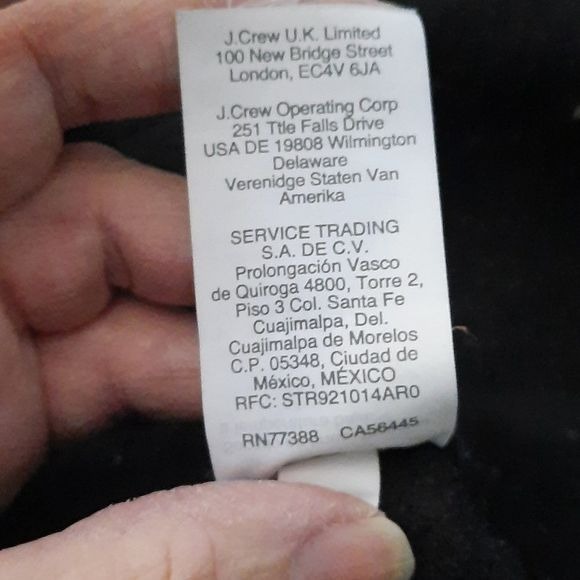 J.Crew U.K. Limited
100 New Bridge Street
London, EC4V 6JA
J.Crew Operating Corp
251 Ttle Falls Drive
USA DE 19808 Wilmington
Delaware
Verenidge Staten Van
Amerika
SERVICE TRADING
S.A. DE C.V.
Prolongación Vasco
de Quiroga 4800, Torre 2,
Piso 3 Col. Santa Fe
Cuajimalpa, Del.
Cuajimalpa de Morelos
C.P. 05348, Ciudad de
México, MÉXICO
RFC: STR921014AR0
RN77388 CA56445